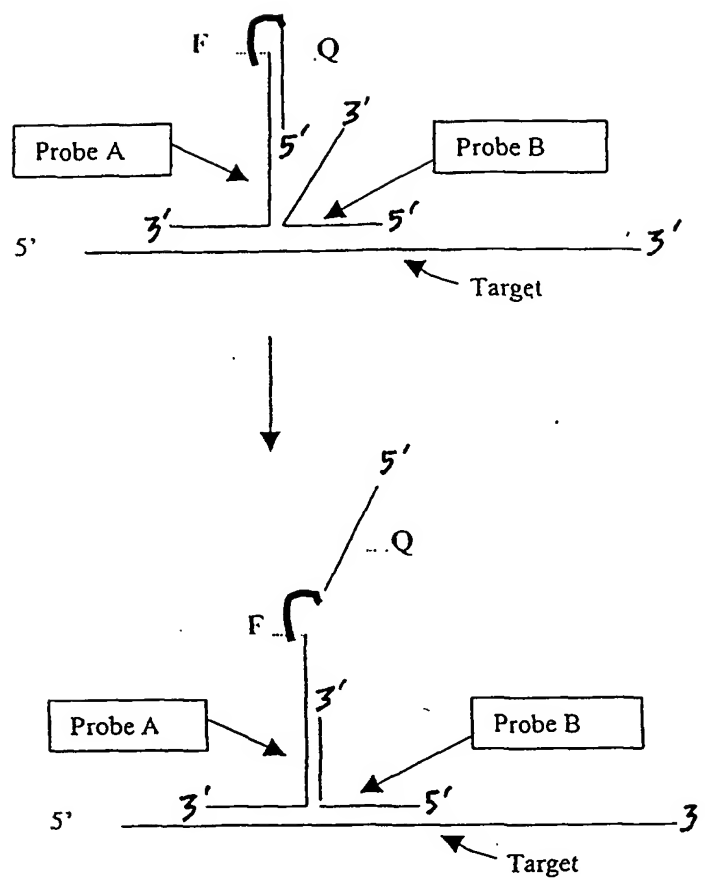 F
Q
3'
5'
Probe A
Probe B
3'
5'
5'
3'
Target
5'
Q
F
3'
Probe A
Probe B
3'
5'
5'
3
Target